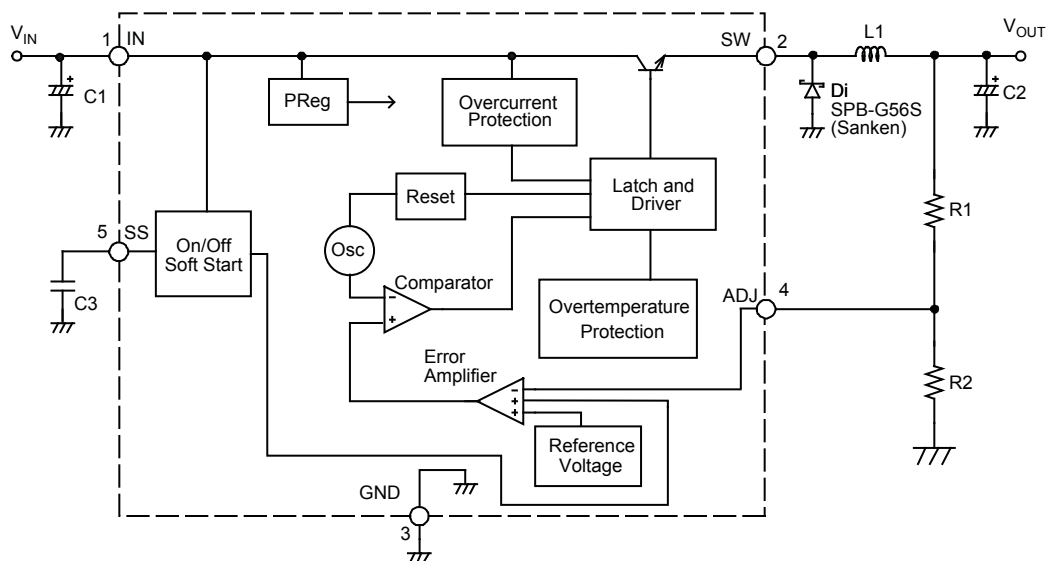 VIN
1
IN
SW
2
L1
VOUT
+
C1
PReg
Overcurrent
Protection
Di
SPB-G56S
(Sanken)
+
C2
Reset
Latch and
Driver
R1
5
SS
On/Off
Soft Start
Osc
C3
Comparator
−
+
Overtemperature
Protection
ADJ
4
Error
Amplifier
−
+
+
R2
Reference
Voltage
GND
3